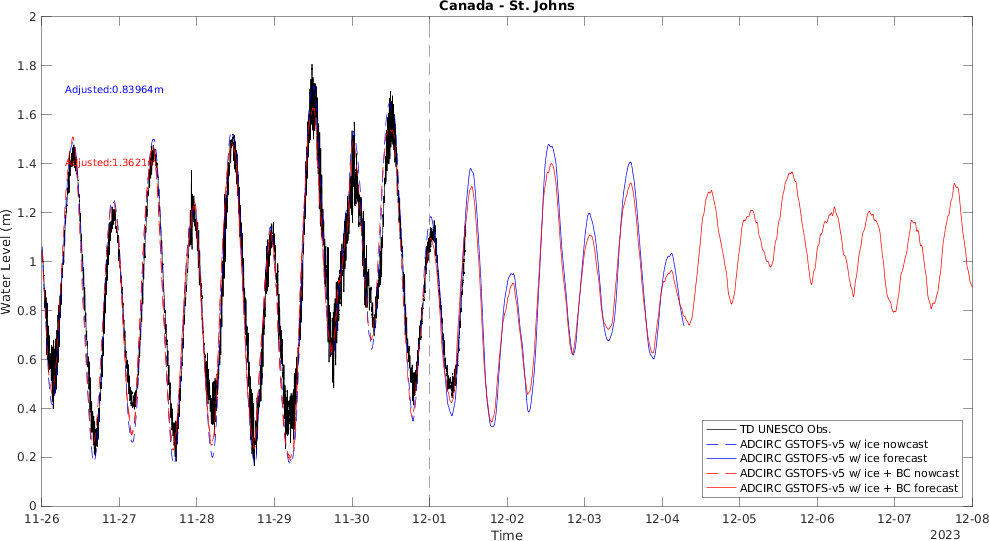 Canada - St. Johns
2
1.8
1.6
1.4
1.2
1
0.8
0.6
0.4
0.2
0
Water Level (m)
Adjusted:0.83964m
Adjusted:1.3621m
TD UNESCO Obs.
ADCIRC GSTOFS-v5 w/ ice nowcast
ADCIRC GSTOFS-v5 w/ ice forecast
ADCIRC GSTOFS-v5 w/ ice + BC nowcast
ADCIRC GSTOFS-v5 w/ ice + BC forecast
11-26 11-27 11-28 11-29 11-30 12-01 12-02 12-03 12-04 12-05 12-06 12-07 12-08
Time
2023